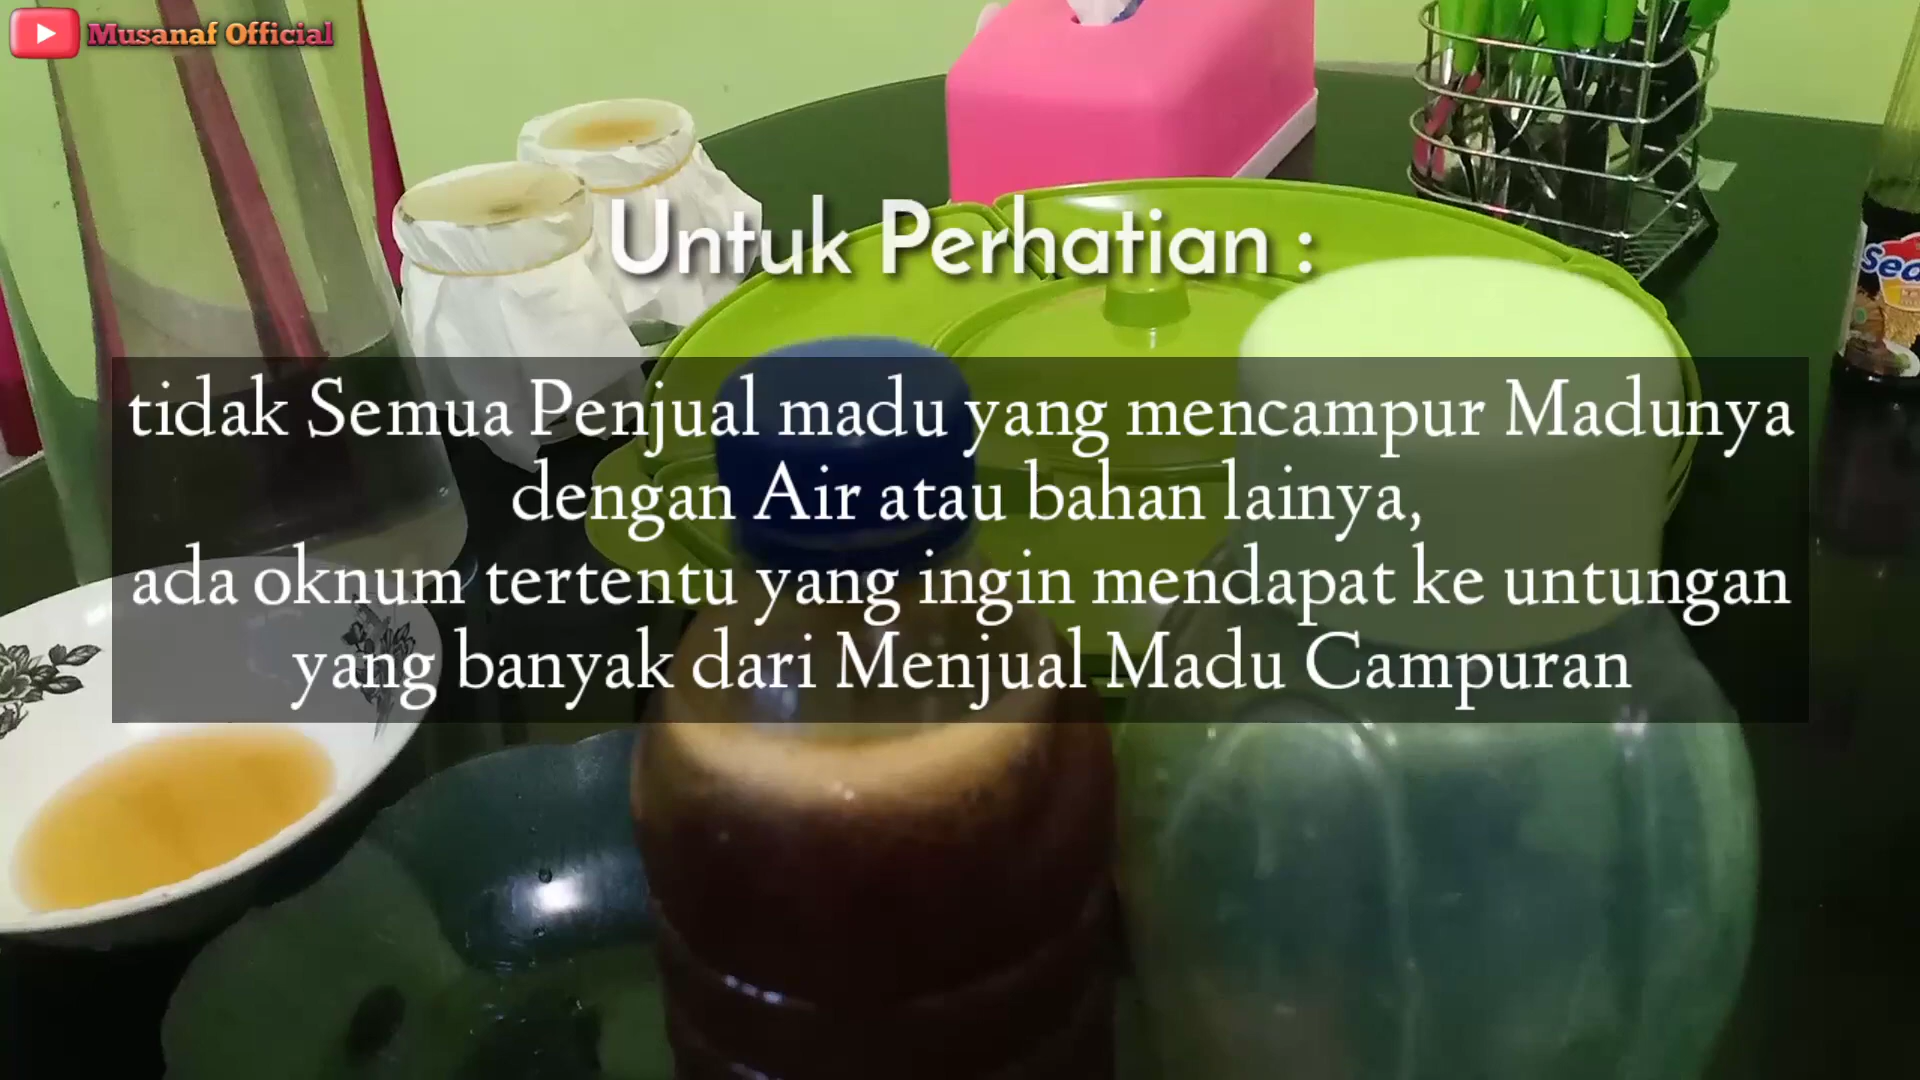 Musanaf Official
Untuk Perhatian :
tidak Semua Penjual madu yang mencampur Madunya
dengan Air atau bahan lainya,
ada oknum tertentu yang ingin mendapat ke untungan
yang banyak dari Menjual Madu Campuran